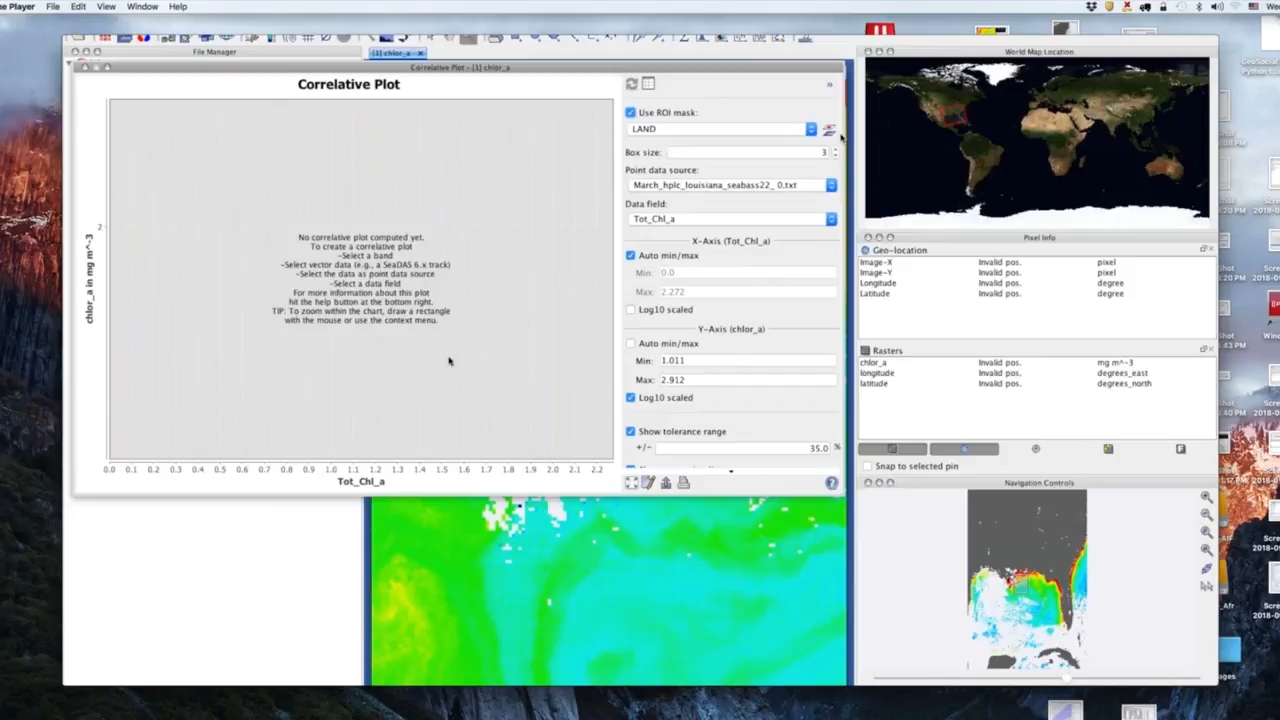 ne Player File Edit View Window Help
File Manager
[1] chlor_a
World Map Location
Correlative Plot - [1] chlor_a
Correlative Plot
»
Use ROI mask:
LAND
Box size: 3
Point data source:
March_hplc_louisiana_seabass22_ 0.txt
Data field:
Tot_Chl_a
X-Axis (Tot_Chl_a)
Auto min/max
Min: 0.0
Max: 2.272
Log10 scaled
Y-Axis (chlor_a)
Auto min/max
Min: 1.011
Max: 2.912
Log10 scaled
Show tolerance range
+/- 35.0 %
2
chlor_a in mg m^-3
No correlative plot computed yet.
To create a correlative plot
-Select a band
-Select vector data (e.g., a SeaDAS 6.x track)
-Select the data as point data source
-Select a data field
For more information about this plot
hit the help button at the bottom right.
TIP: To zoom within the chart, draw a rectangle
with the mouse or use the context menu.
0.0 0.1 0.2 0.3 0.4 0.5 0.6 0.7 0.8 0.9 1.0 1.1 1.2 1.3 1.4 1.5 1.6 1.7 1.8 1.9 2.0 2.1 2.2
Tot_Chl_a
Pixel Info
Geo-location
Image-X Invalid pos. pixel
Image-Y Invalid pos. pixel
Longitude Invalid pos. degree
Latitude Invalid pos. degree
Rasters
chlor_a Invalid pos. mg m^-3
longitude Invalid pos. degrees_east
latitude Invalid pos. degrees_north
Snap to selected pin
Navigation Controls
GeoSocial
Python t...